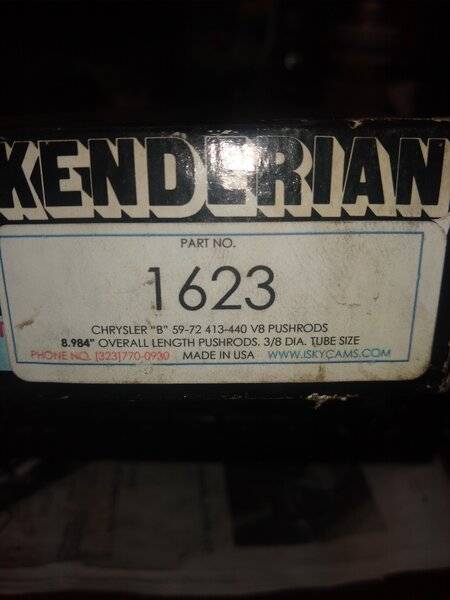 KENDERIAN
PART NO.
1623
CHRYSLER "B" 59-72 413-440 V8 PUSHRODS
8.984" OVERALL LENGTH PUSHRODS. 3/8 DIA. TUBE SIZE
PHONE NO. (323)770-0930 MADE IN USA WWW.ISKYCAMS.COM